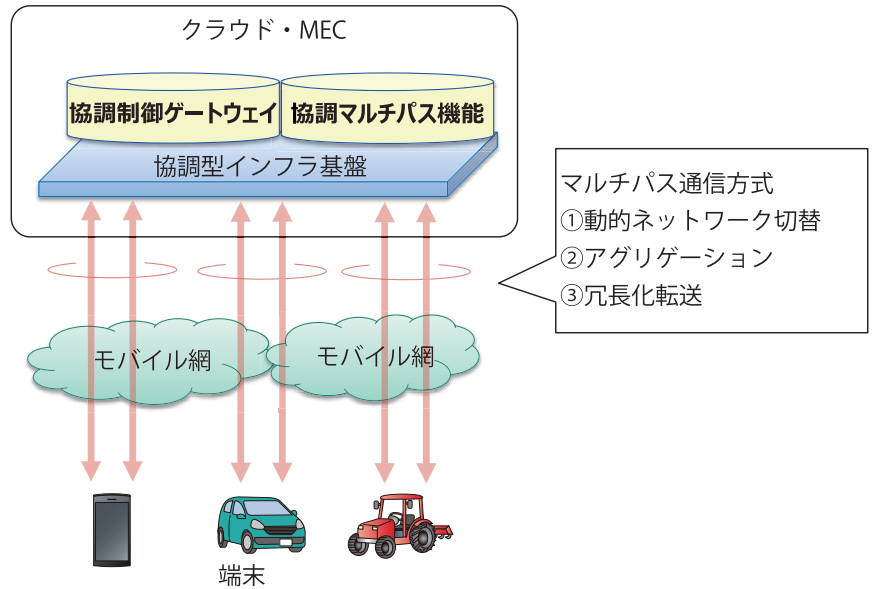 クラウド・MEC
協調制御ゲートウェイ
協調マルチパス機能
協調型インフラ基盤
マルチパス通信方式
①動的ネットワーク切替
②アグリゲーション
③冗長化転送
モバイル網
モバイル網
端末